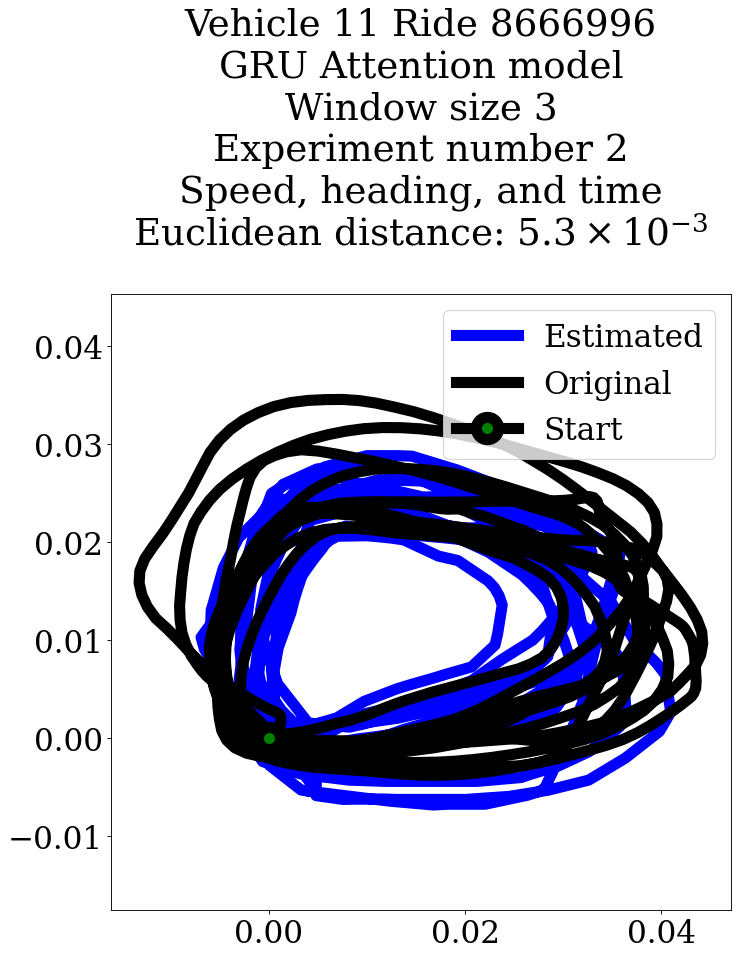 Vehicle 11 Ride 8666996
GRU Attention model
Window size 3
Experiment number 2
Speed, heading, and time
Euclidean distance: 5.3 × 10⁻³
Estimated
Original
Start
0.04
0.03
0.02
0.01
0.00
−0.01
0.00
0.02
0.04